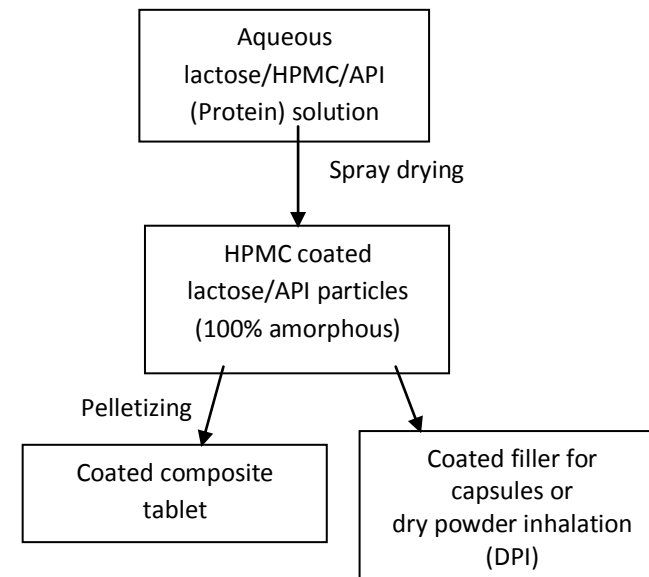 Aqueous
lactose/HPMC/API
(Protein) solution
Spray drying
HPMC coated
lactose/API particles
(100% amorphous)
Pelletizing
Coated composite
tablet
Coated filler for
capsules or
dry powder inhalation
(DPI)